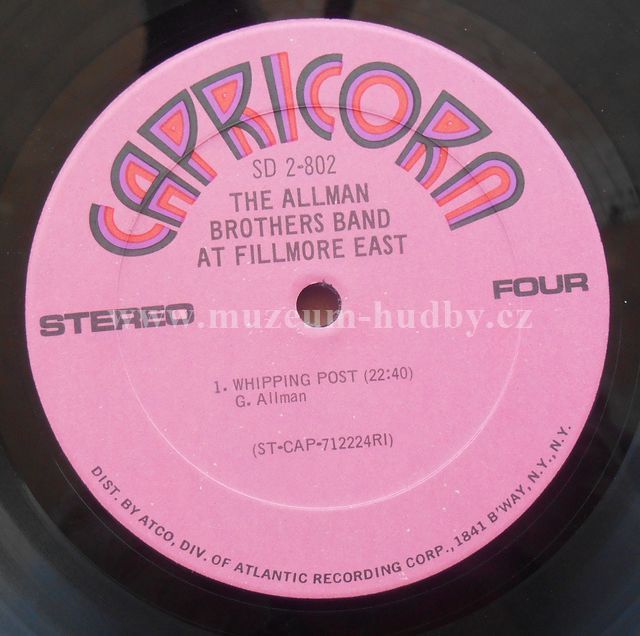 CAPRICORN
SD 2-802
THE ALLMAN
BROTHERS BAND
AT FILLMORE EAST
STEREO
FOUR
www.muzeum-hudby.cz
1. WHIPPING POST (22:40)
G. Allman
(ST-CAP-712224RI)
DIST. BY ATCO, DIV. OF ATLANTIC RECORDING CORP., 1841 B'WAY, N.Y., N.Y.